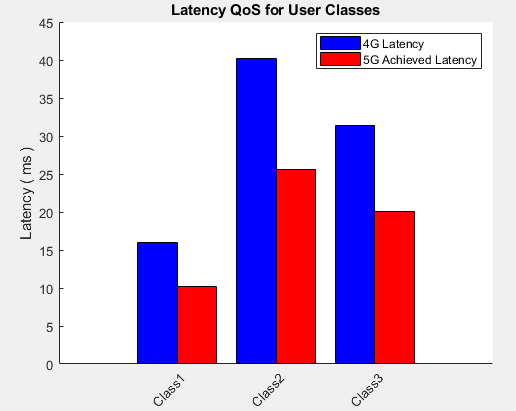 Latency QoS for User Classes
4G Latency
5G Achieved Latency
Latency ( ms )
45
40
35
30
25
20
15
10
5
0
Class1
Class2
Class3